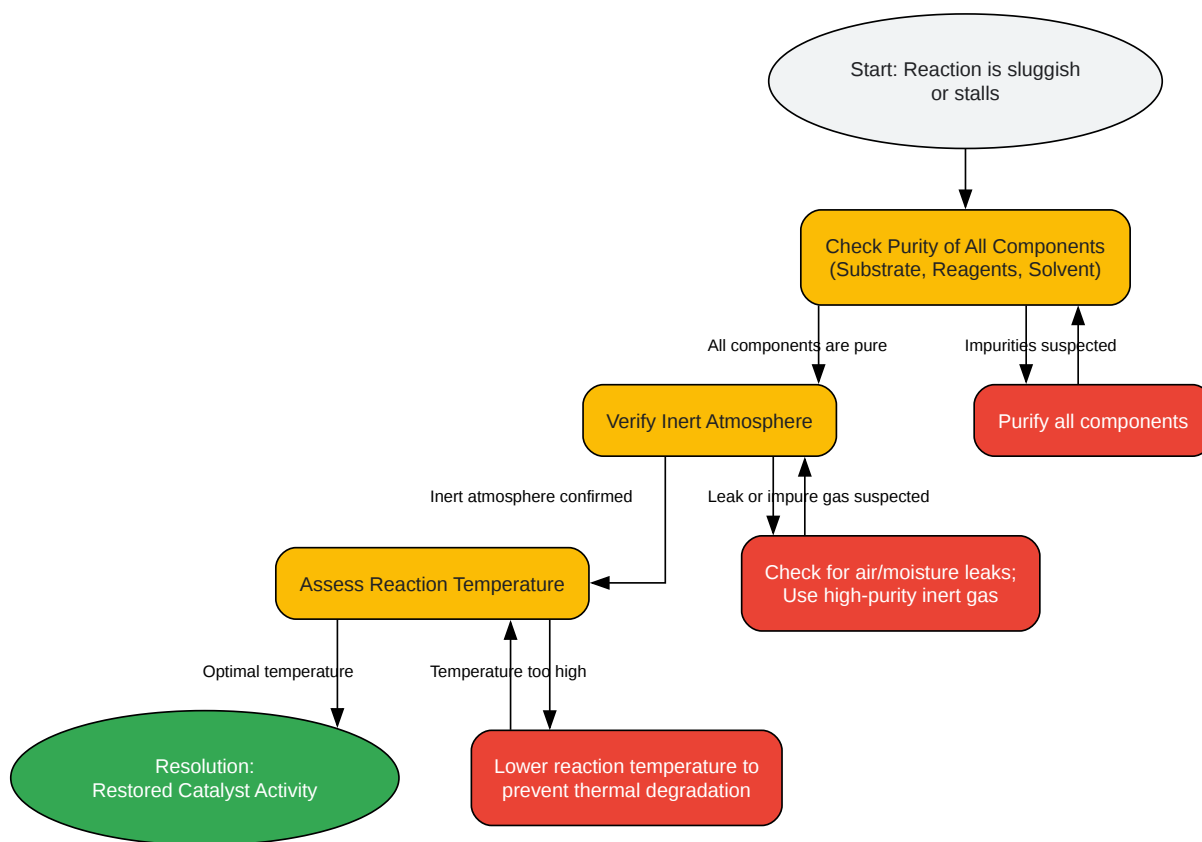 Start: Reaction is sluggish
or stalls
Check Purity of All Components
(Substrate, Reagents, Solvent)
All components are pure
Impurities suspected
Verify Inert Atmosphere
Purify all components
Inert atmosphere confirmed
Leak or impure gas suspected
Assess Reaction Temperature
Check for air/moisture leaks;
Use high-purity inert gas
Optimal temperature
Temperature too high
Resolution:
Restored Catalyst Activity
Lower reaction temperature to
prevent thermal degradation